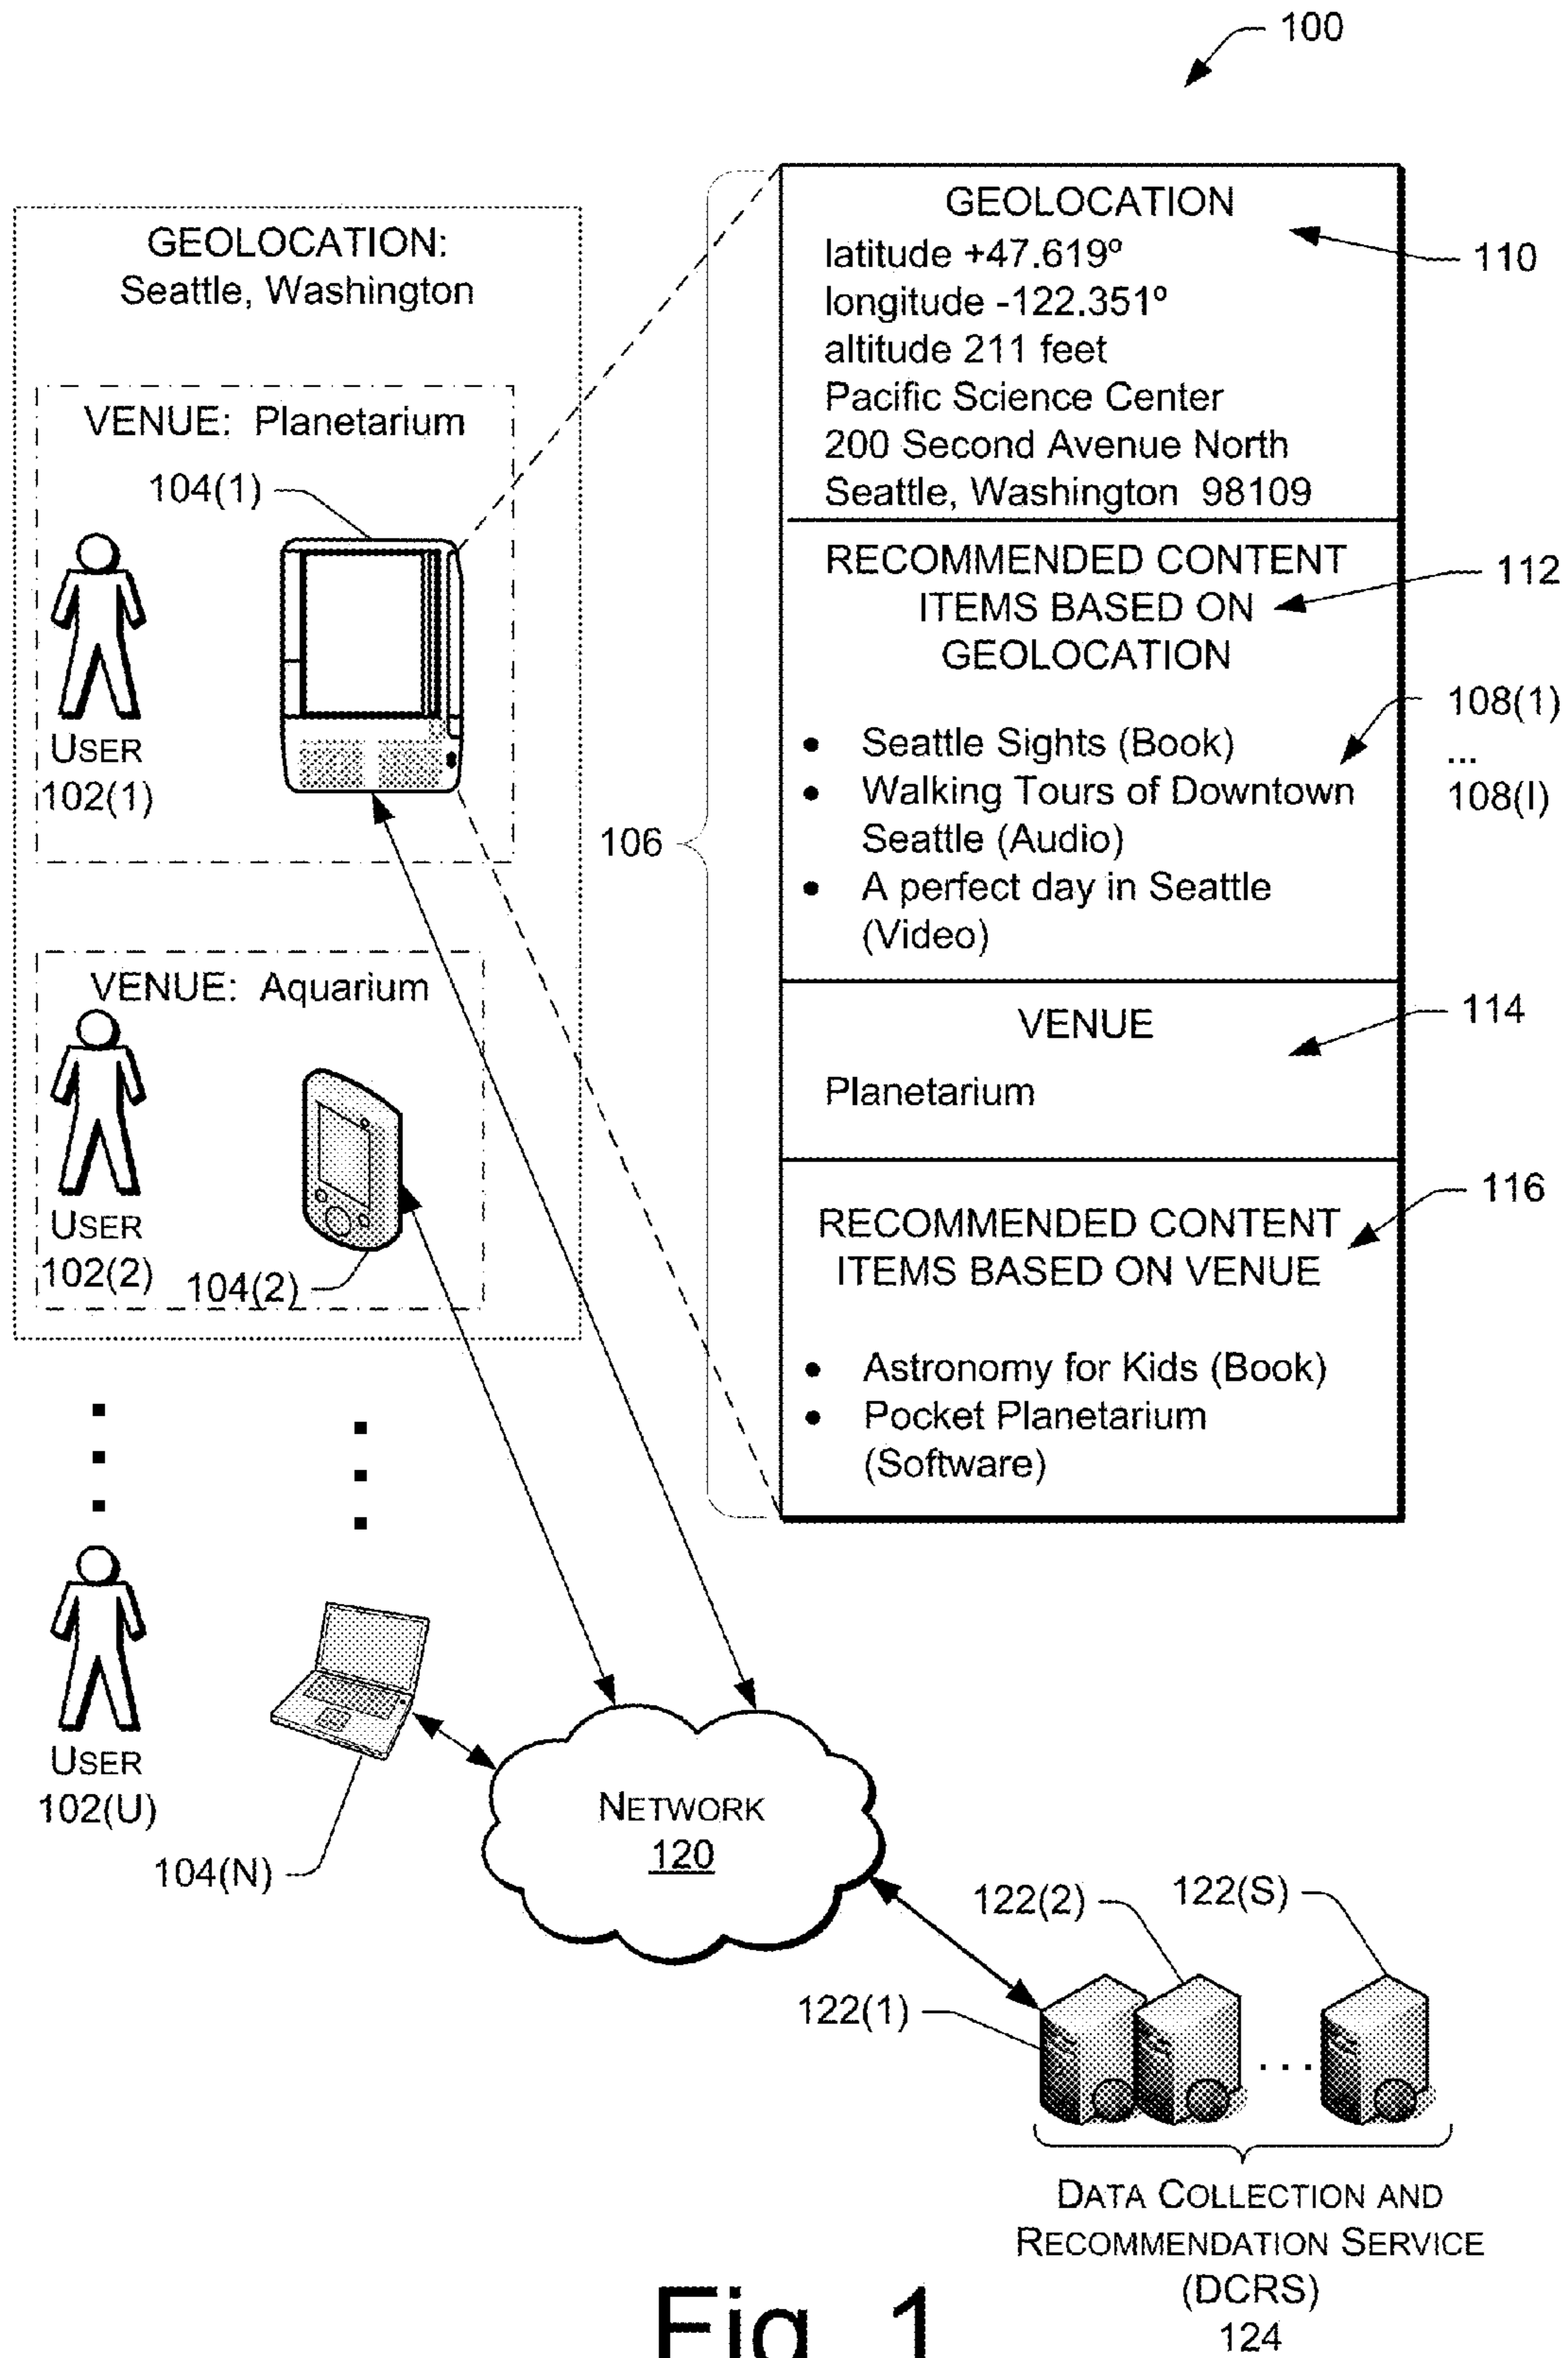 100
GEOLOCATION:
Seattle, Washington
VENUE: Planetarium
104(1)
USER
102(1)
VENUE: Aquarium
USER
102(2)
104(2)
USER
102(U)
104(N)
106
GEOLOCATION
latitude +47.619º
longitude -122.351º
altitude 211 feet
Pacific Science Center
200 Second Avenue North
Seattle, Washington 98109
110
RECOMMENDED CONTENT
ITEMS BASED ON
GEOLOCATION
112
• Seattle Sights (Book)
• Walking Tours of Downtown
Seattle (Audio)
• A perfect day in Seattle
(Video)
108(1)
...
108(I)
VENUE
Planetarium
114
RECOMMENDED CONTENT
ITEMS BASED ON VENUE
116
• Astronomy for Kids (Book)
• Pocket Planetarium
(Software)
NETWORK
120
122(1)
122(2)
122(S)
. . .
DATA COLLECTION AND
RECOMMENDATION SERVICE
(DCRS)
124
Fig. 1